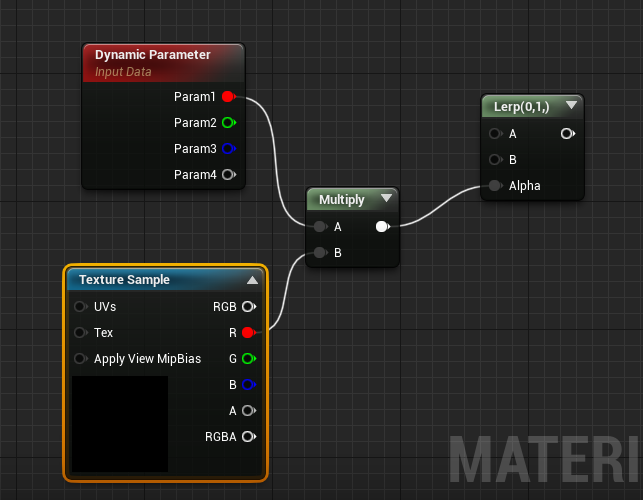 Dynamic Parameter
Input Data
Param1
Param2
Param3
Param4
Lerp(0,1,)
A
B
Alpha
Multiply
A
B
Texture Sample
UVs RGB
Tex R
Apply View MipBias G
B
A
RGBA
MATERI